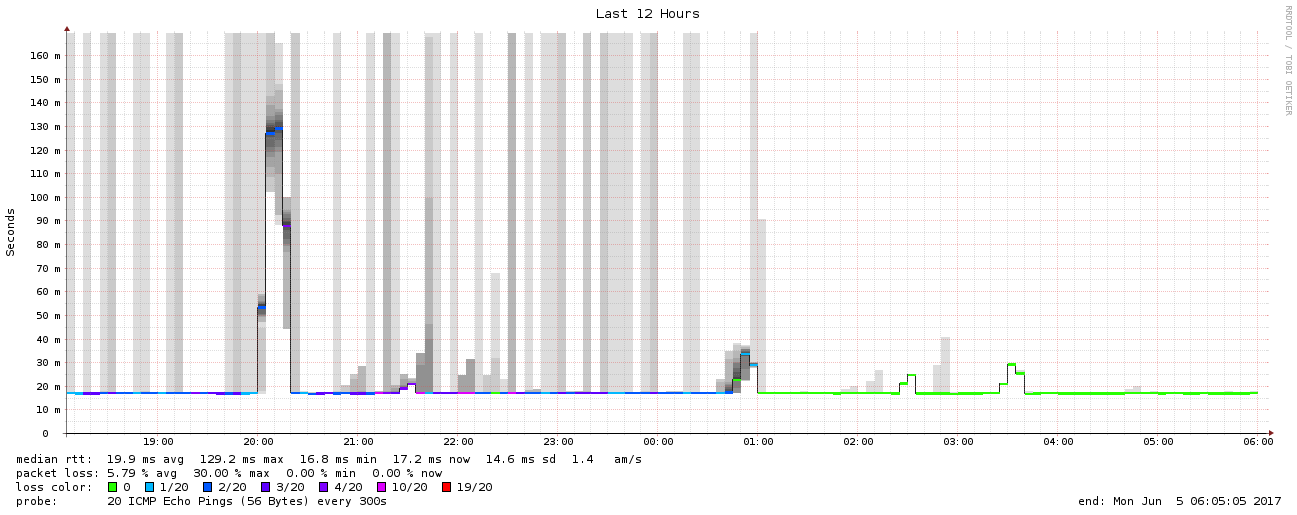 Last 12 Hours
RRDTOOL / TOBI OETIKER
Seconds
160 m
150 m
140 m
130 m
120 m
110 m
100 m
90 m
80 m
70 m
60 m
50 m
40 m
30 m
20 m
10 m
0
19:00 20:00 21:00 22:00 23:00 00:00 01:00 02:00 03:00 04:00 05:00 06:00
median rtt: 19.9 ms avg 129.2 ms max 16.8 ms min 17.2 ms now 14.6 ms sd 1.4 am/s
packet loss: 5.79 % avg 30.00 % max 0.00 % min 0.00 % now
loss color: 0 1/20 2/20 3/20 4/20 10/20 19/20
probe: 20 ICMP Echo Pings (56 Bytes) every 300s end: Mon Jun 5 06:05:05 2017